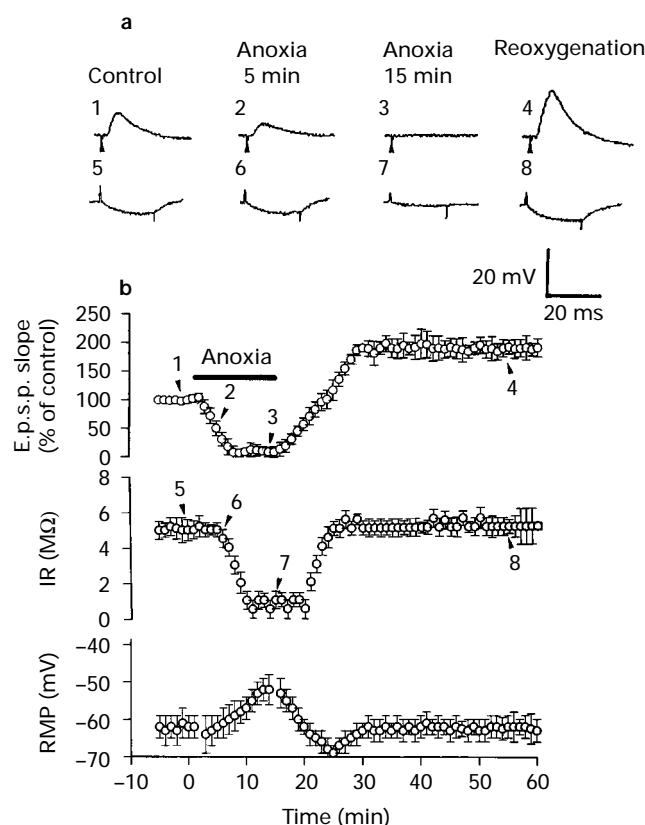 a
Control
Anoxia
5 min
Anoxia
15 min
Reoxygenation
1
2
3
4
5
6
7
8
20 mV
20 ms
b
E.p.s.p. slope
(% of control)
250
200
150
100
50
0
1
Anoxia
2
3
4
IR (MΩ)
8
6
4
2
0
5
6
7
8
RMP (mV)
−40
−50
−60
−70
−10 0 10 20 30 40 50 60
Time (min)